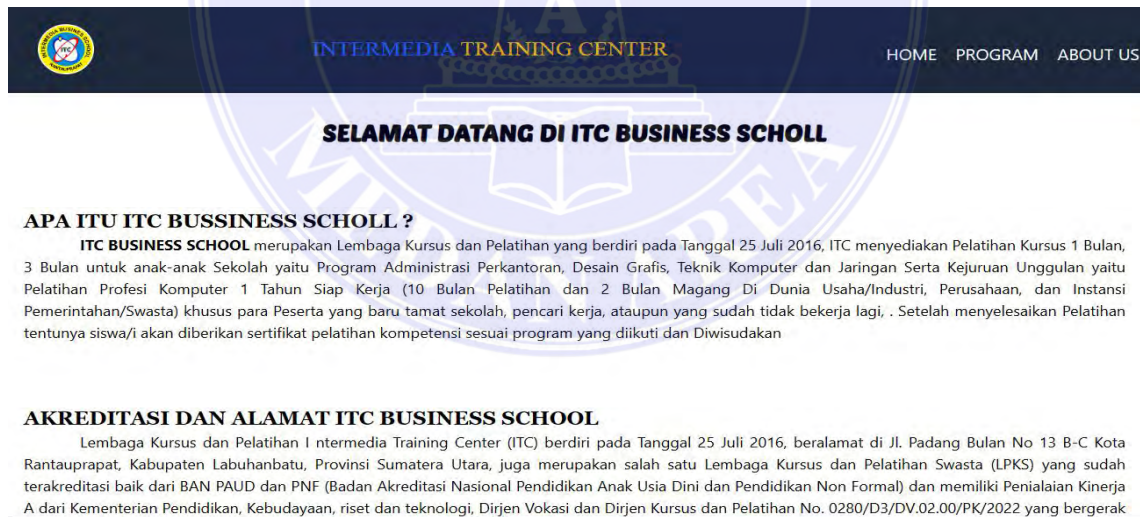 INTERMEDIA TRAINING CENTER
HOME PROGRAM ABOUT US
SELAMAT DATANG DI ITC BUSINESS SCHOLL
APA ITU ITC BUSSINESS SCHOLL ?
ITC BUSINESS SCHOOL merupakan Lembaga Kursus dan Pelatihan yang berdiri pada Tanggal 25 Juli 2016, ITC menyediakan Pelatihan Kursus 1 Bulan,
3 Bulan untuk anak-anak Sekolah yaitu Program Administrasi Perkantoran, Desain Grafis, Teknik Komputer dan Jaringan Serta Kejuruan Unggulan yaitu
Pelatihan Profesi Komputer 1 Tahun Siap Kerja (10 Bulan Pelatihan dan 2 Bulan Magang Di Dunia Usaha/Industri, Perusahaan, dan Instansi
Pemerintahan/Swasta) khusus para Peserta yang baru tamat sekolah, pencari kerja, ataupun yang sudah tidak bekerja lagi, . Setelah menyelesaikan Pelatihan
tentunya siswa/i akan diberikan sertifikat pelatihan kompetensi sesuai program yang diikuti dan Diwisudakan
AKREDITASI DAN ALAMAT ITC BUSINESS SCHOOL
Lembaga Kursus dan Pelatihan I ntermedia Training Center (ITC) berdiri pada Tanggal 25 Juli 2016, beralamat di Jl. Padang Bulan No 13 B-C Kota
Rantauprapat, Kabupaten Labuhanbatu, Provinsi Sumatera Utara, juga merupakan salah satu Lembaga Kursus dan Pelatihan Swasta (LPKS) yang sudah
terakreditasi baik dari BAN PAUD dan PNF (Badan Akreditasi Nasional Pendidikan Anak Usia Dini dan Pendidikan Non Formal) dan memiliki Penialaian Kinerja
A dari Kementerian Pendidikan, Kebudayaan, riset dan teknologi, Dirjen Vokasi dan Dirjen Kursus dan Pelatihan No. 0280/D3/DV.02.00/PK/2022 yang bergerak
MEDAN AREA